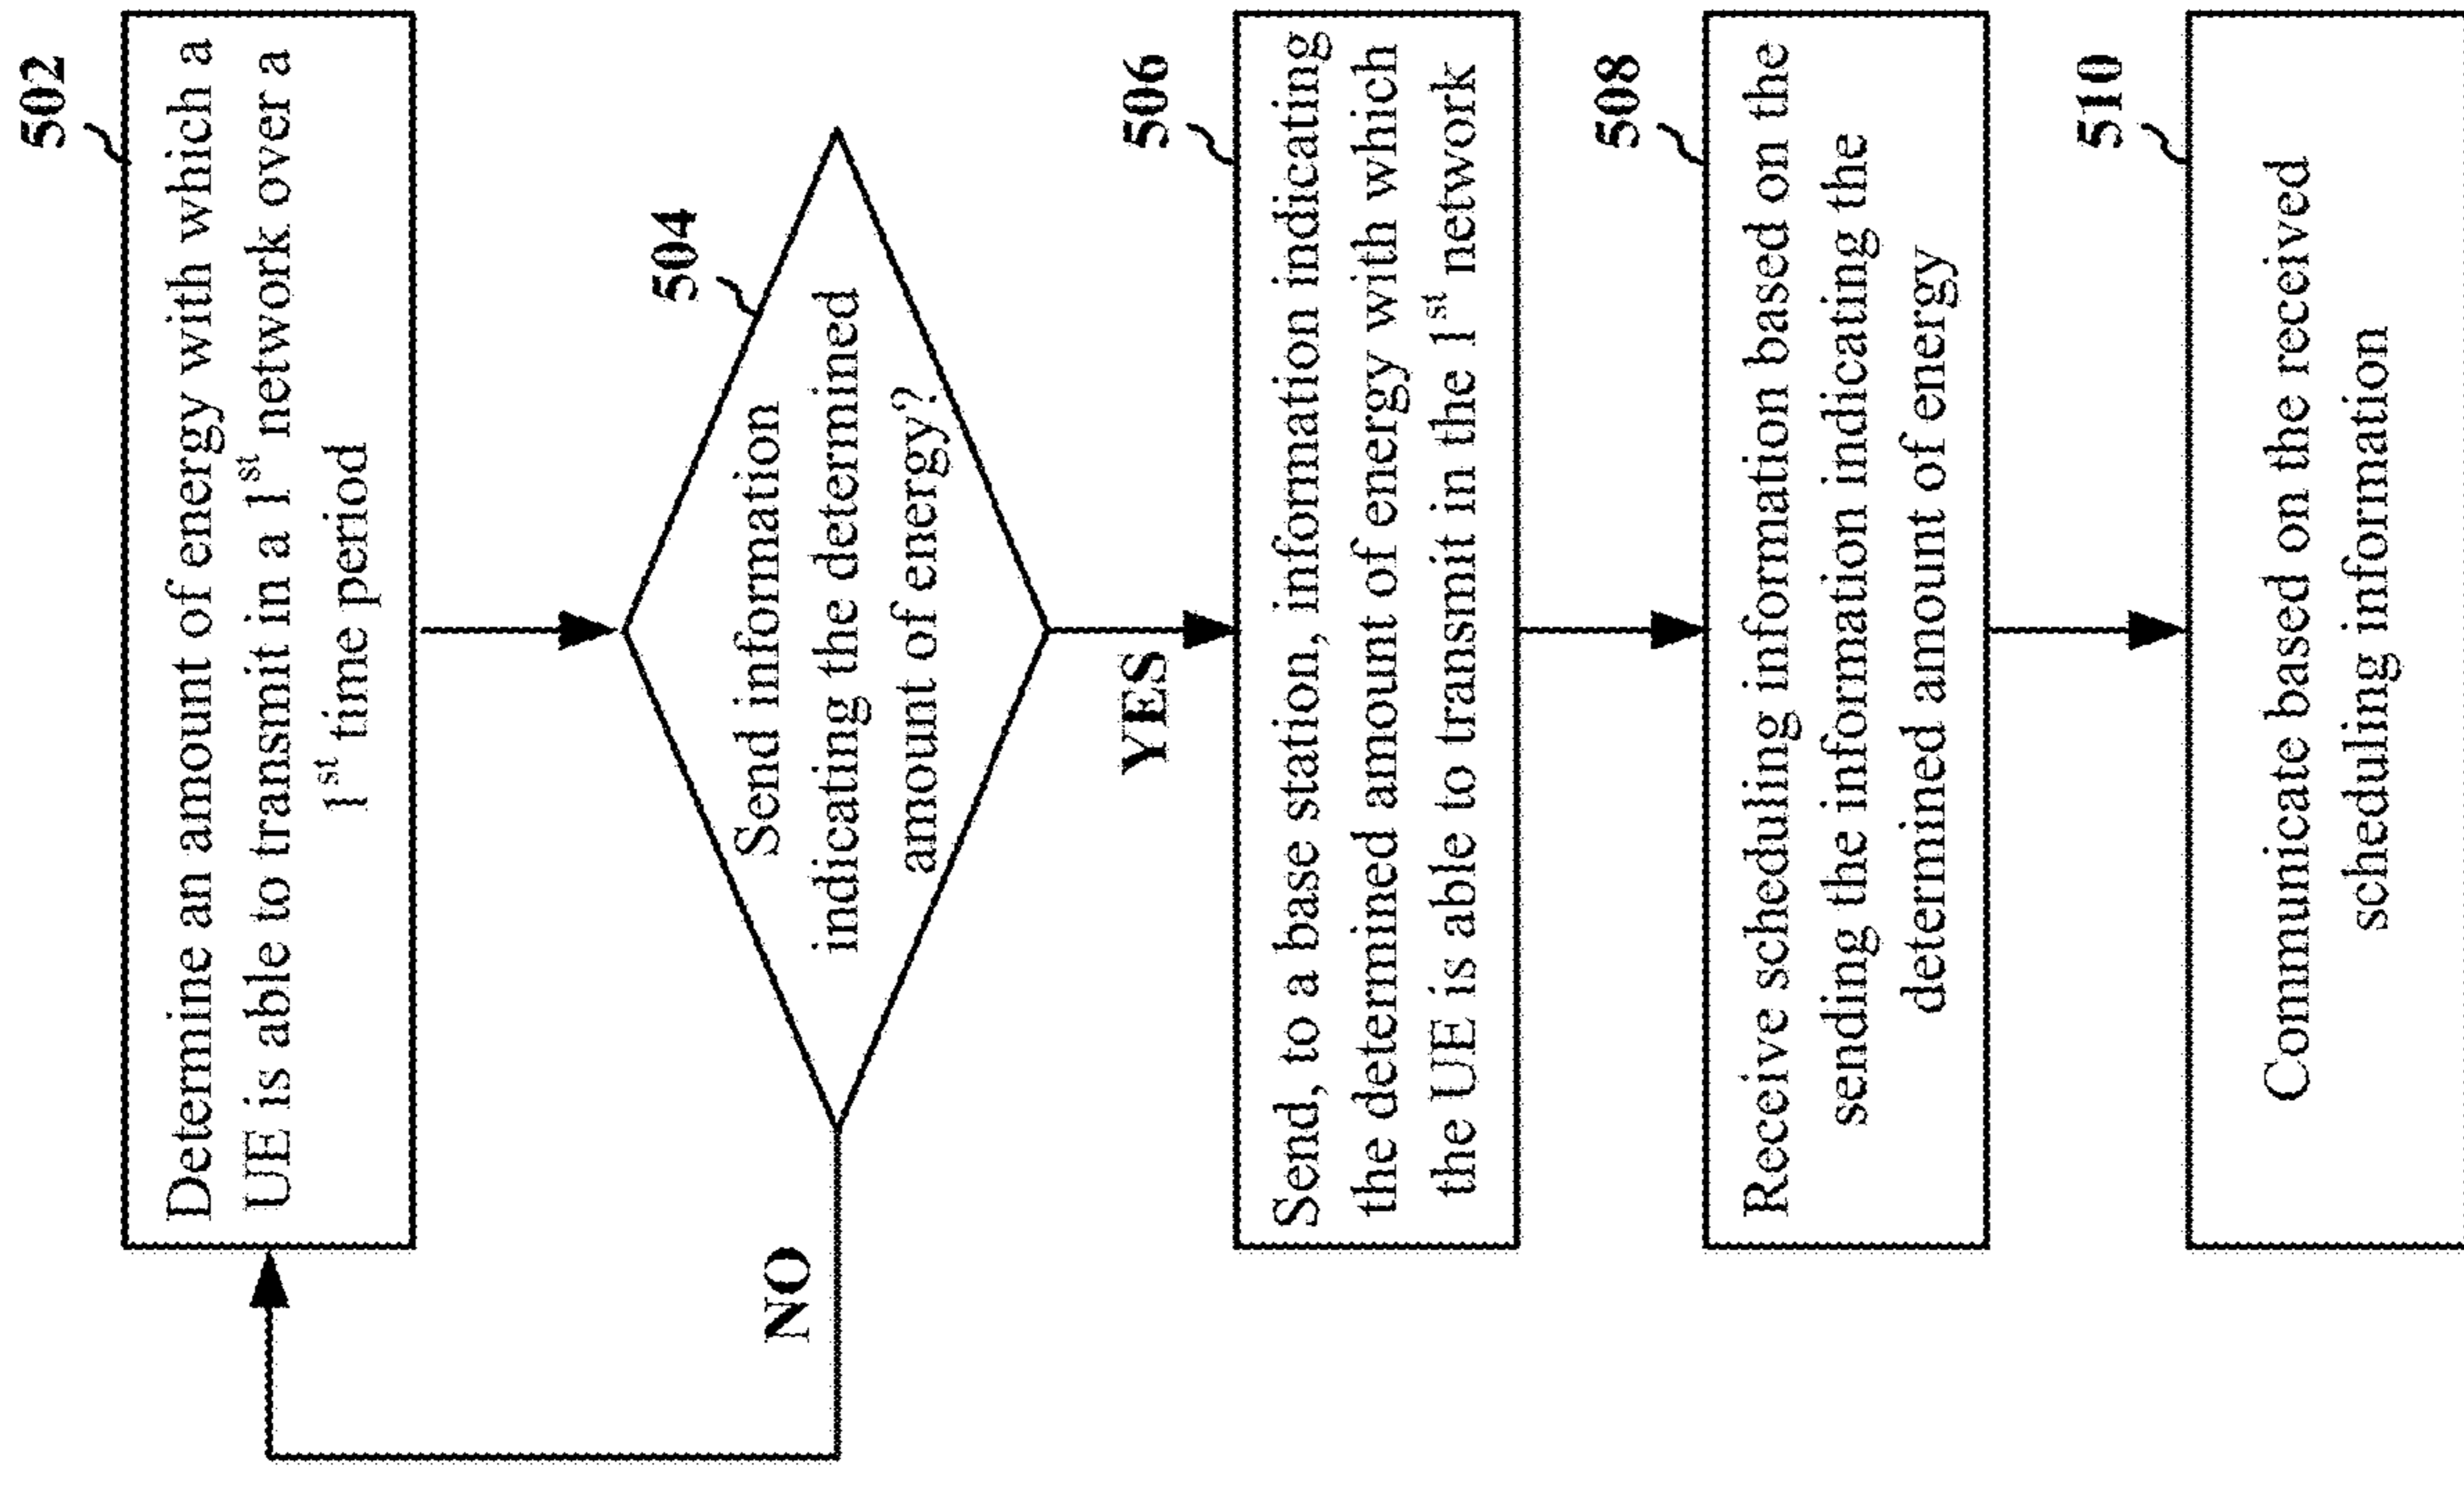 502
Determine an amount of energy with which a
UE is able to transmit in a 1st network over a
1st time period
504
Send information
indicating the determined
amount of energy?
NO
YES
506
Send, to a base station, information indicating
the determined amount of energy with which
the UE is able to transmit in the 1st network
508
Receive scheduling information based on the
sending the information indicating the
determined amount of energy
510
Communicate based on the received
scheduling information